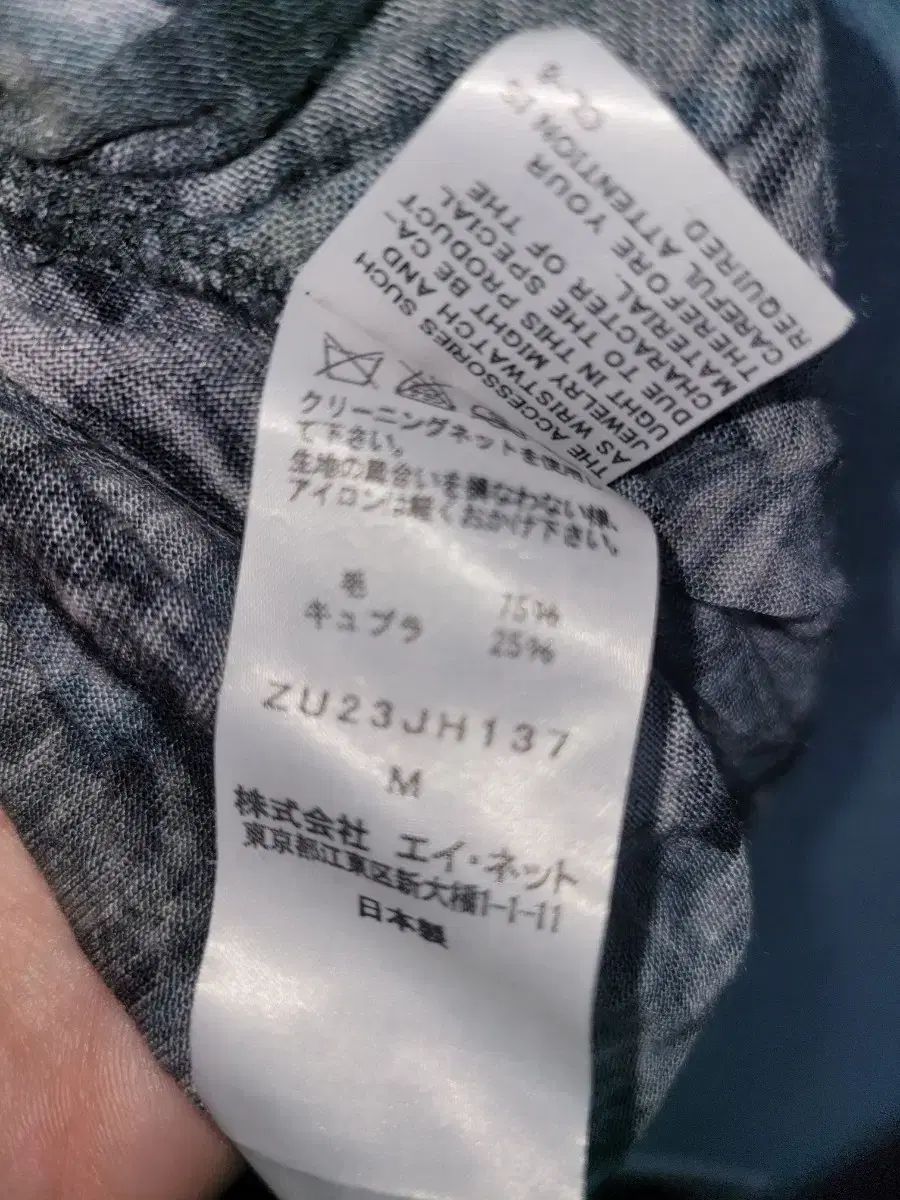 THE ACCESSORIES SUCH
AS WRISTWATCH AND
JEWELRY MIGHT BE CA-
UGHT IN THIS PRODUCT
DUE TO THE SPECIAL
CHARACTER OF THE
MATERIAL.
THEREFORE YOUR
CAREFUL ATTENTION IS
REQUIRED.
クリーニングネットを使用
て下さい。
生地の風合いを損なわない様、
アイロンは軽くおかけ下さい。
毛 75%
キュプラ 25%
ZU23JH137
M
株式会社 エイ・ネット
東京都江東区新大橋1-1-11
日本製